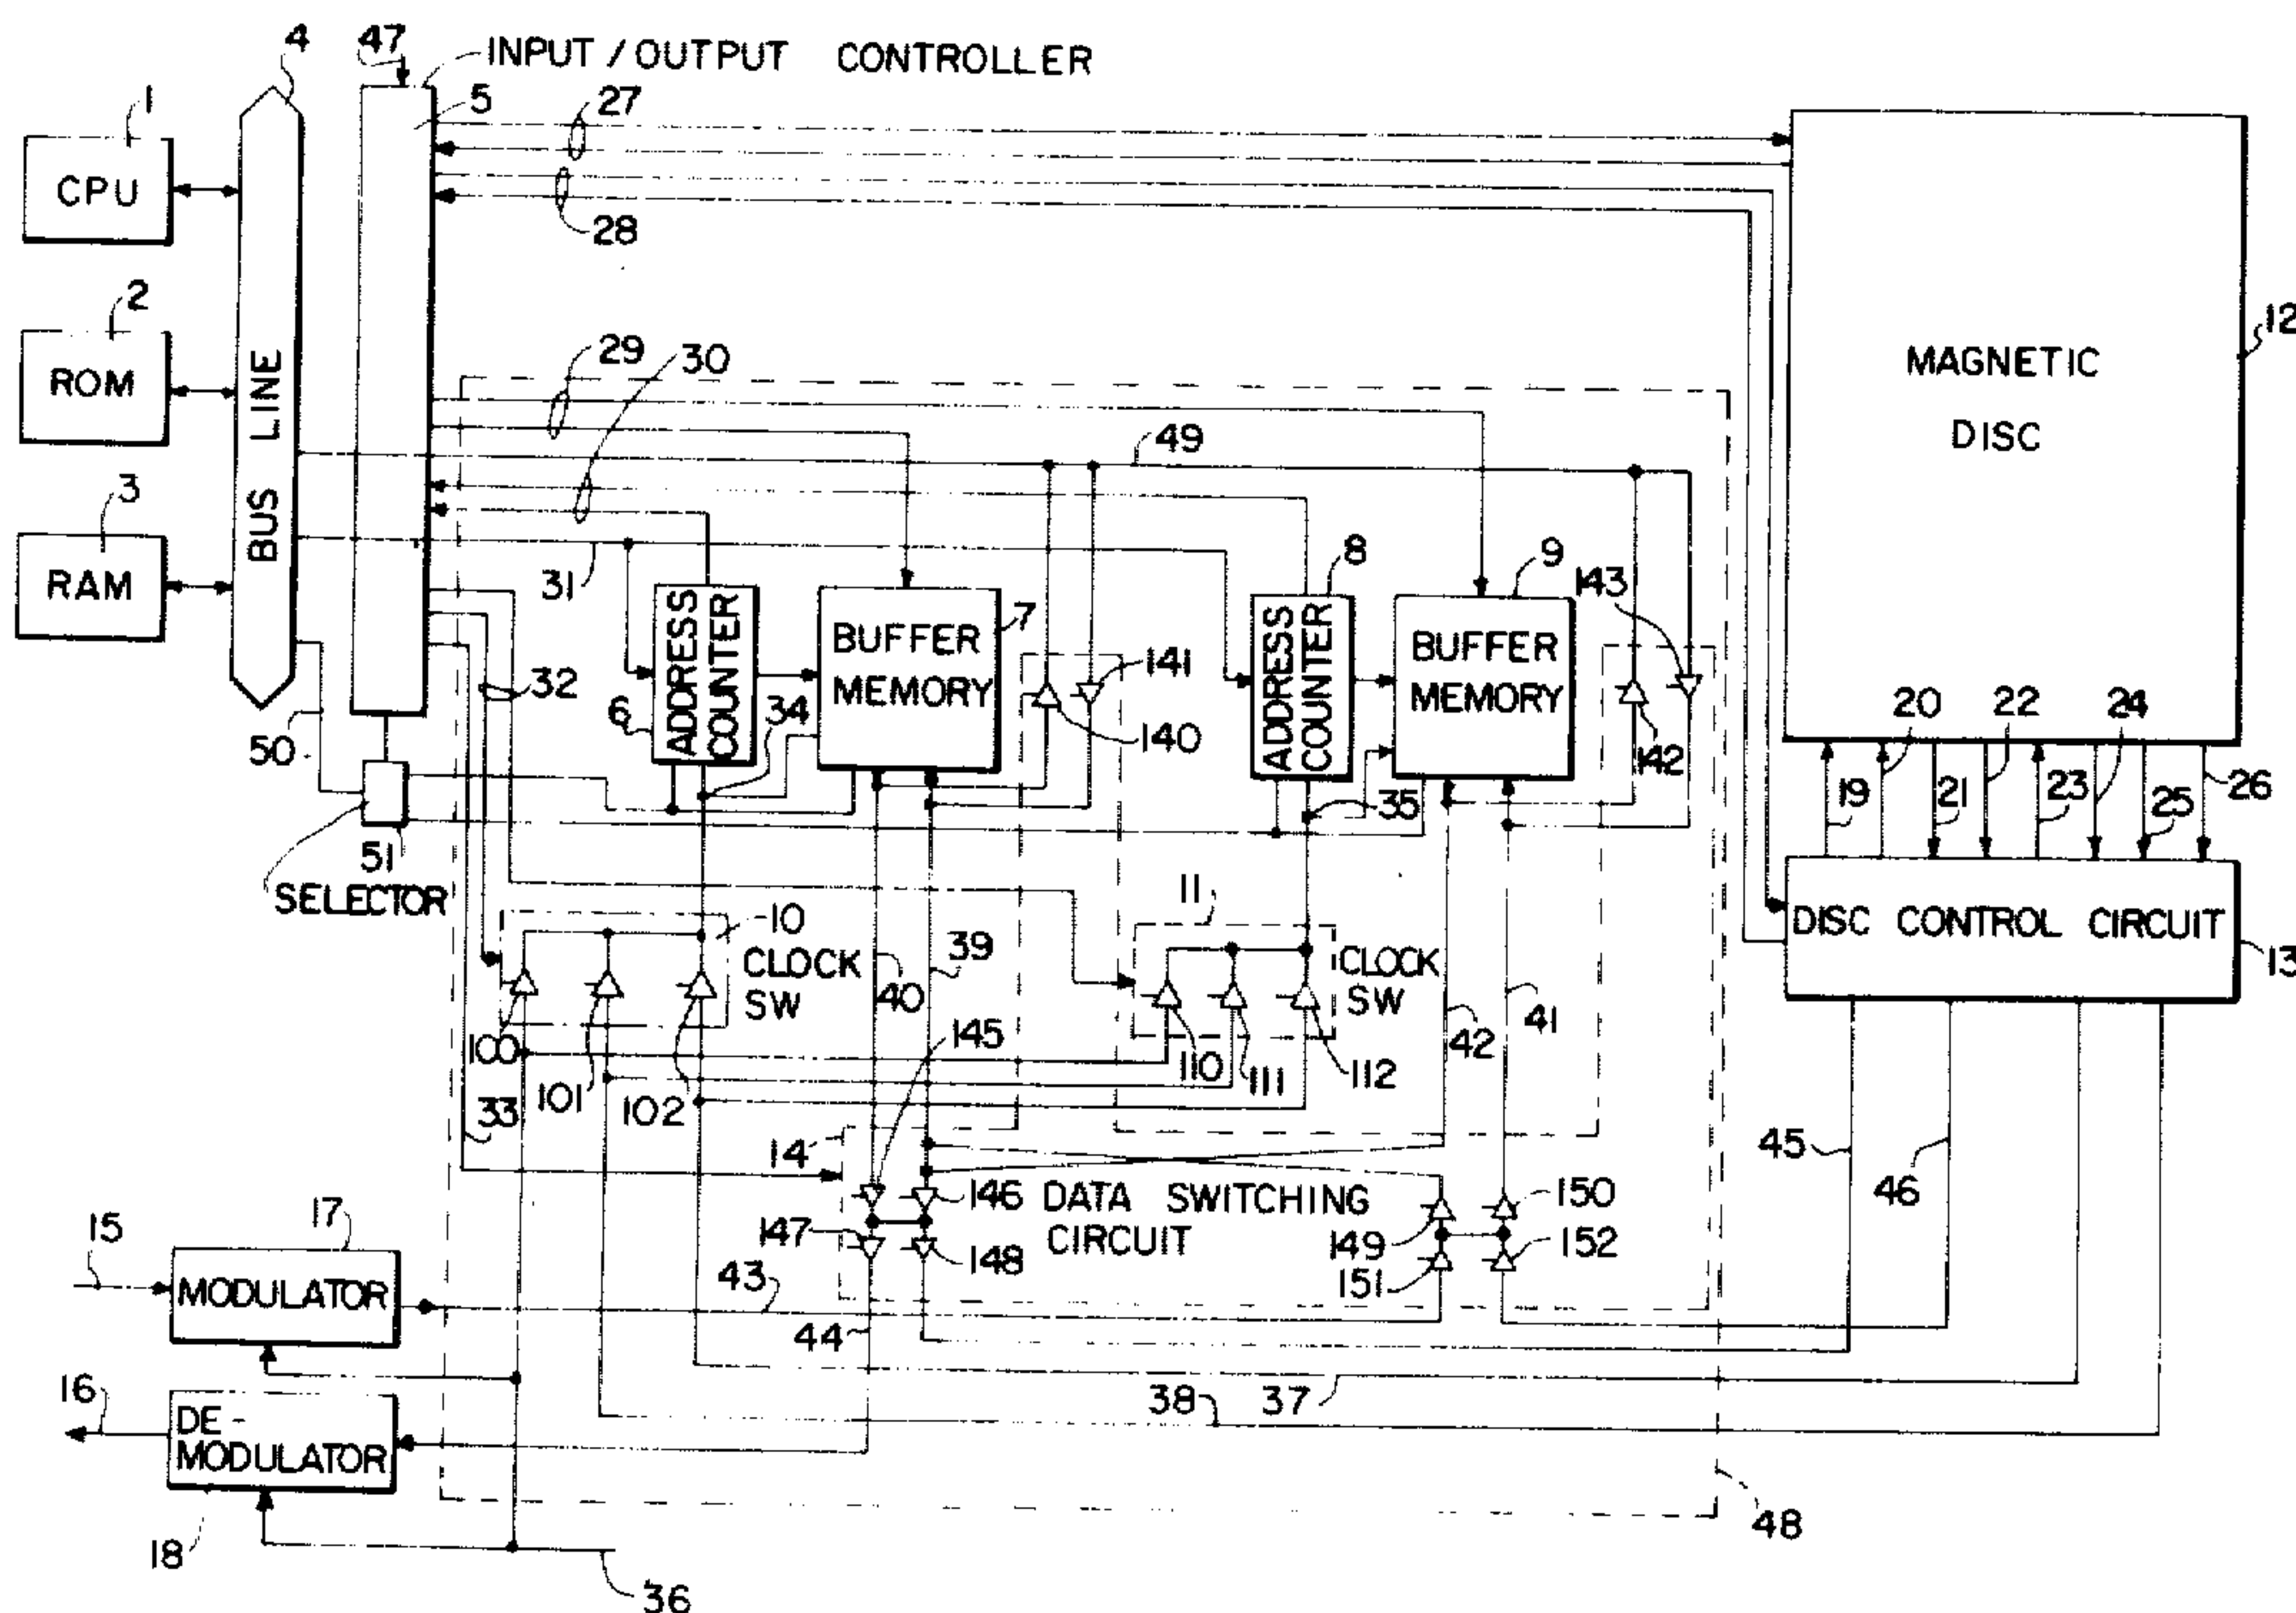 4
47
INPUT / OUTPUT CONTROLLER
1
5
27
CPU
28
2
12
ROM
MAGNETIC
DISC
29
30
49
3
BUS LINE
RAM
31
8
9
143
ADDRESS COUNTER
BUFFER
MEMORY
7
141
ADDRESS COUNTER
BUFFER
MEMORY
32
6
34
140
142
20
22
24
50
19
21
23
25
26
35
51
SELECTOR
11
10
CLOCK
SW
39
40
CLOCK
SW
DISC CONTROL CIRCUIT
13
42
41
100
101
102
145
110
111
112
33
14
45
46
146
DATA SWITCHING
CIRCUIT
150
17
15
147
148
149
152
151
MODULATOR
43
44
16
38
37
DE-
MODULATOR
48
18
36